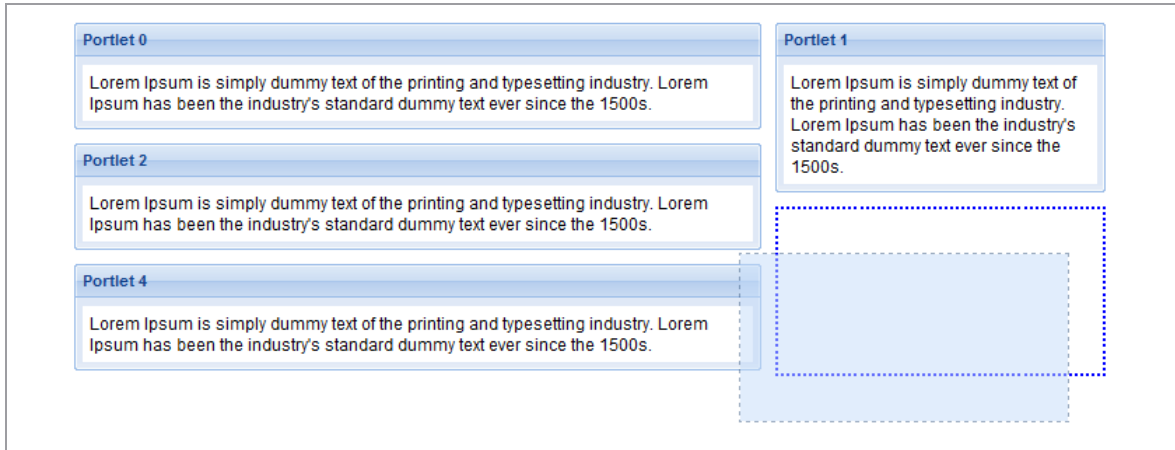 Portlet 0
Lorem Ipsum is simply dummy text of the printing and typesetting industry. Lorem
Ipsum has been the industry's standard dummy text ever since the 1500s.
Portlet 2
Lorem Ipsum is simply dummy text of the printing and typesetting industry. Lorem
Ipsum has been the industry's standard dummy text ever since the 1500s.
Portlet 4
Lorem Ipsum is simply dummy text of the printing and typesetting industry. Lorem
Ipsum has been the industry's standard dummy text ever since the 1500s.
Portlet 1
Lorem Ipsum is simply dummy text of
the printing and typesetting industry.
Lorem Ipsum has been the industry's
standard dummy text ever since the
1500s.